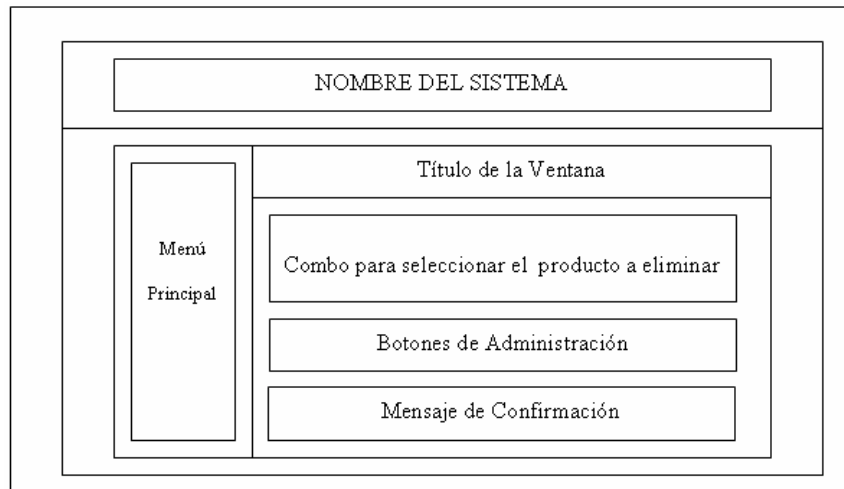 NOMBRE DEL SISTEMA
Título de la Ventana
Menú
Principal
Combo para seleccionar el producto a eliminar
Botones de Administración
Mensaje de Confirmación